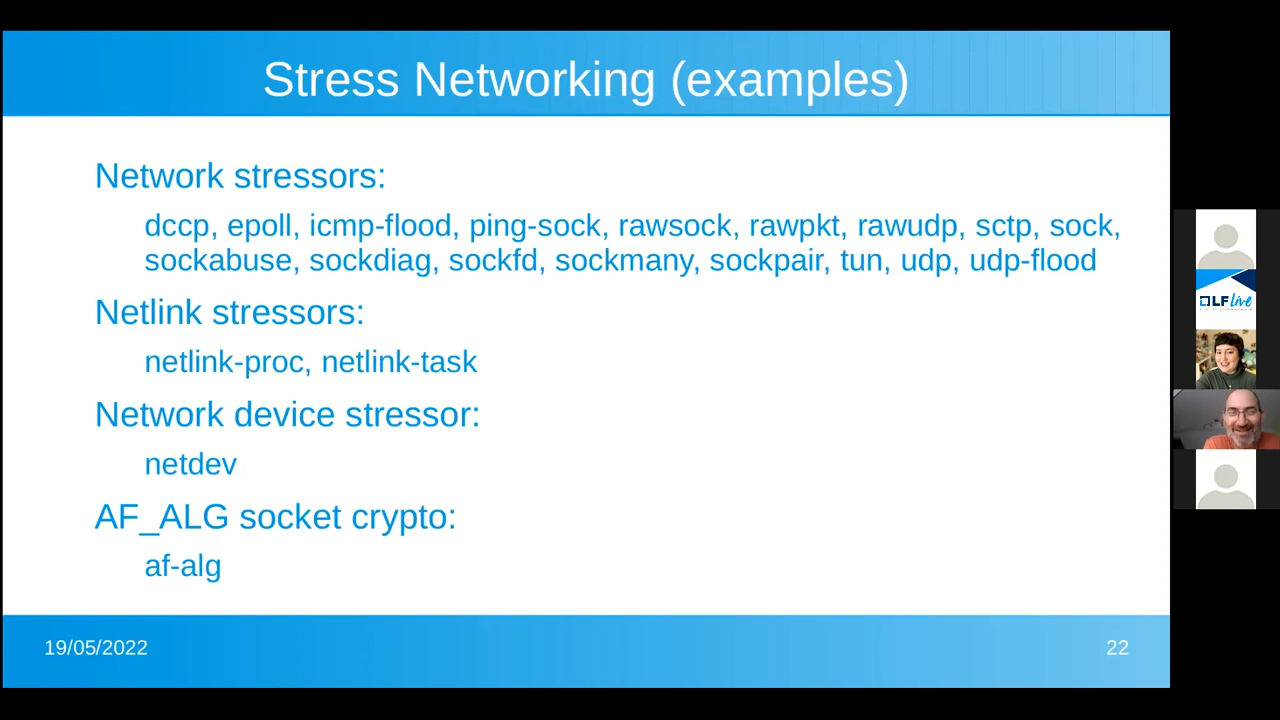 Stress Networking (examples)
Network stressors:
dccp, epoll, icmp-flood, ping-sock, rawsock, rawpkt, rawudp, sctp, sock,
sockabuse, sockdiag, sockfd, sockmany, sockpair, tun, udp, udp-flood
Netlink stressors:
netlink-proc, netlink-task
Network device stressor:
netdev
AF_ALG socket crypto:
af-alg
19/05/2022
22
LF live